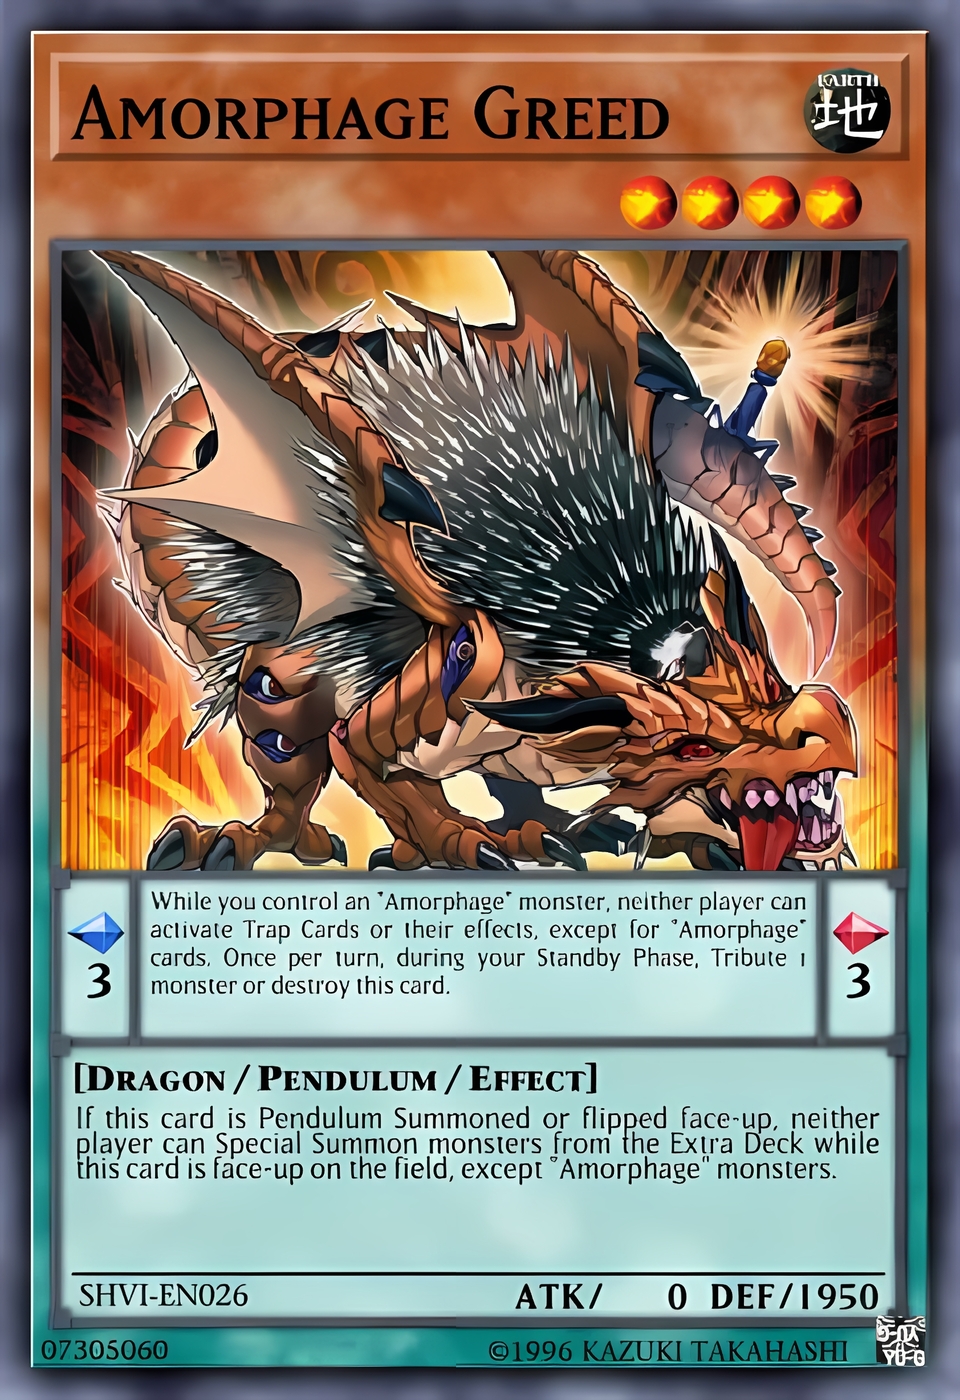 Amorphage Greed
EARTH
地
While you control an "Amorphage" monster, neither player can
activate Trap Cards or their effects, except for "Amorphage"
cards. Once per turn, during your Standby Phase, Tribute 1
monster or destroy this card.
3
3
[Dragon / Pendulum / Effect]
If this card is Pendulum Summoned or flipped face-up, neither
player can Special Summon monsters from the Extra Deck while
this card is face-up on the field, except "Amorphage" monsters.
SHVI-EN026
ATK/ 0 DEF/1950
07305060
©1996 KAZUKI TAKAHASHI